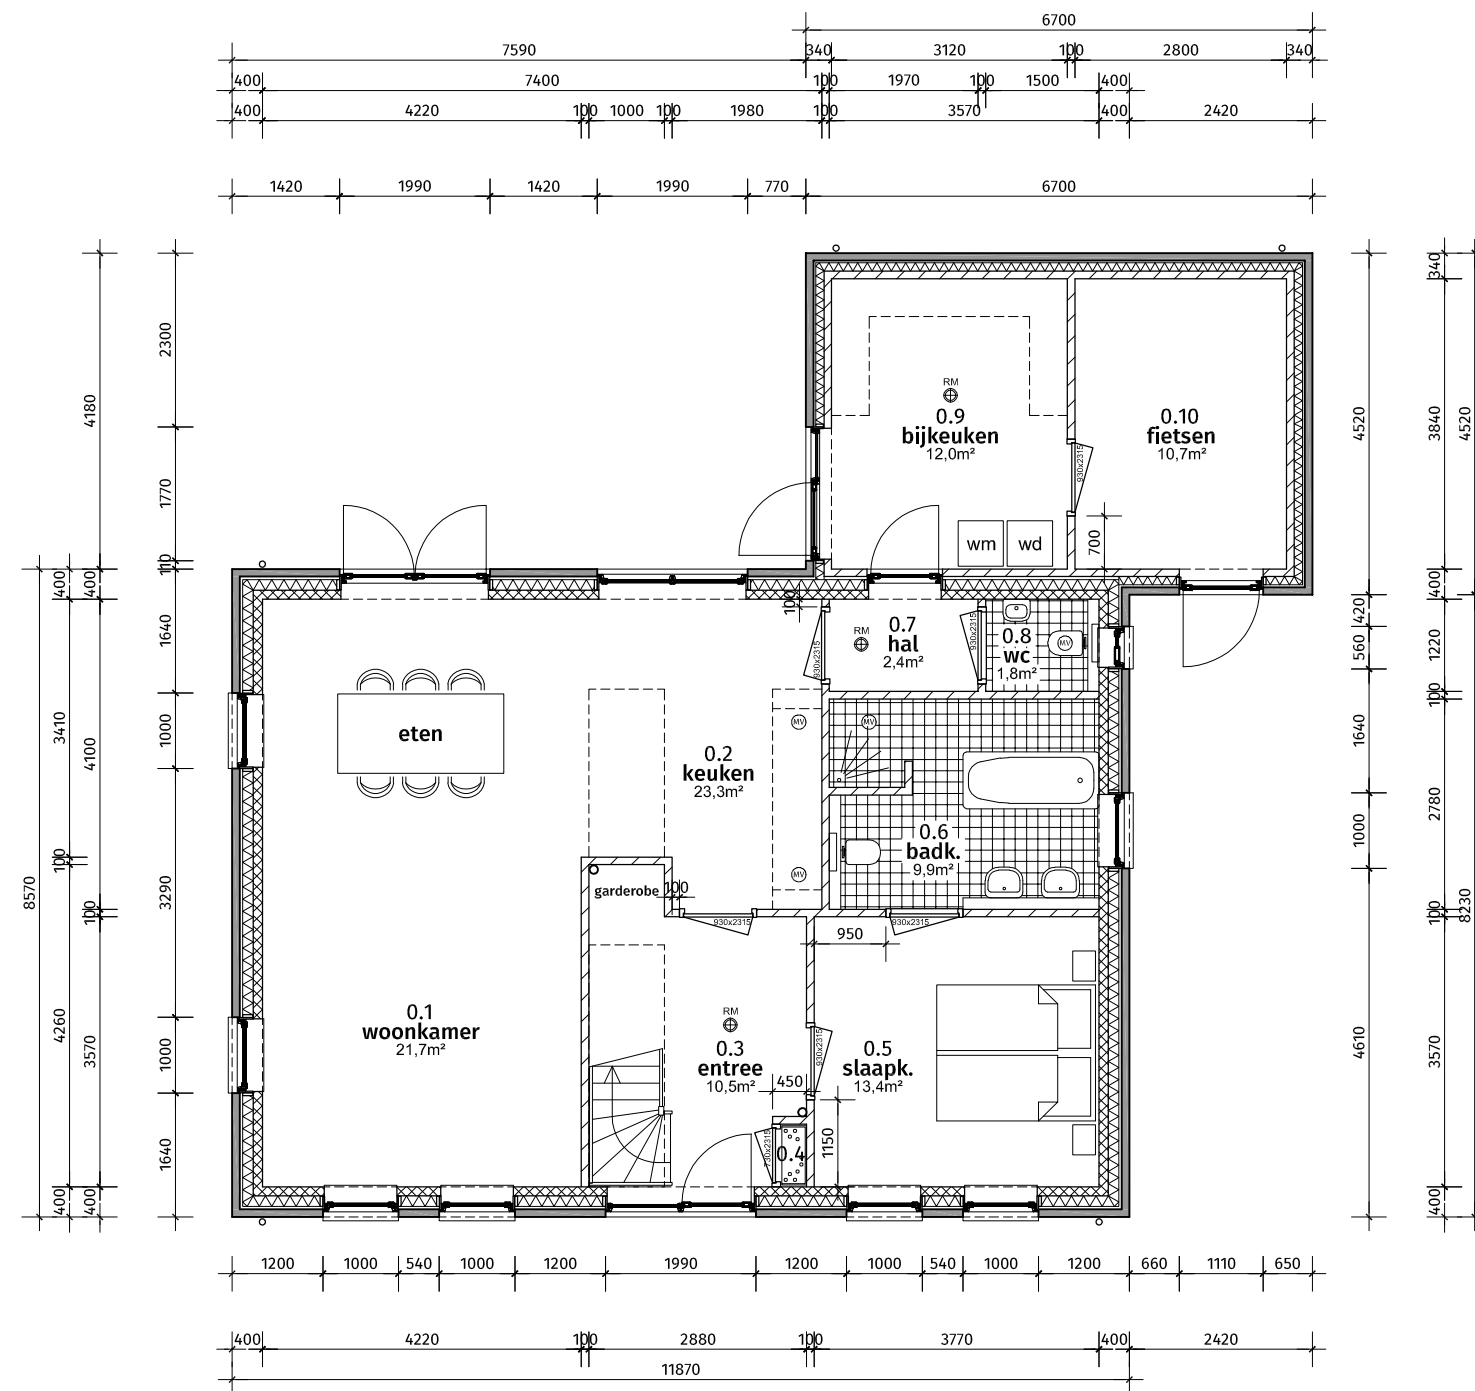 6700
7590 340 3120 100 2800 340
400 7400 100 1970 100 1500 400
400 4220 100 1000 100 1980 100 3570 400 2420
1420 1990 1420 1990 770 6700
4180
2300
1770
110
4520
340
3840
4520
RM
0.9
bijkeuken
12,0m²
0.10
fietsen
10,7m²
930x2315
700
wm wd
400
400
1640
100
400
420
560
1220
100
RM
0.7
hal
2,4m²
930x2315
930x2315
0.8
wc
1,8m²
MV
eten
1000
3410
4100
MV
MV
1640
0.2
keuken
23,3m²
2780
1000
0.6
badk.
9,9m²
MV
100
8570
3290
100
garderobe
100
930x2315
930x2315
950
100
8230
0.1
woonkamer
21,7m²
RM
0.3
entree
10,5m²
450
930x2315
0.5
slaapk.
13,4m²
4260
3570
1000
4610
3570
1640
730x2315
0.4
1150
400
400
400
1200 1000 540 1000 1200 1990 1200 1000 540 1000 1200 660 1110 650
400 4220 100 2880 100 3770 400 2420
11870